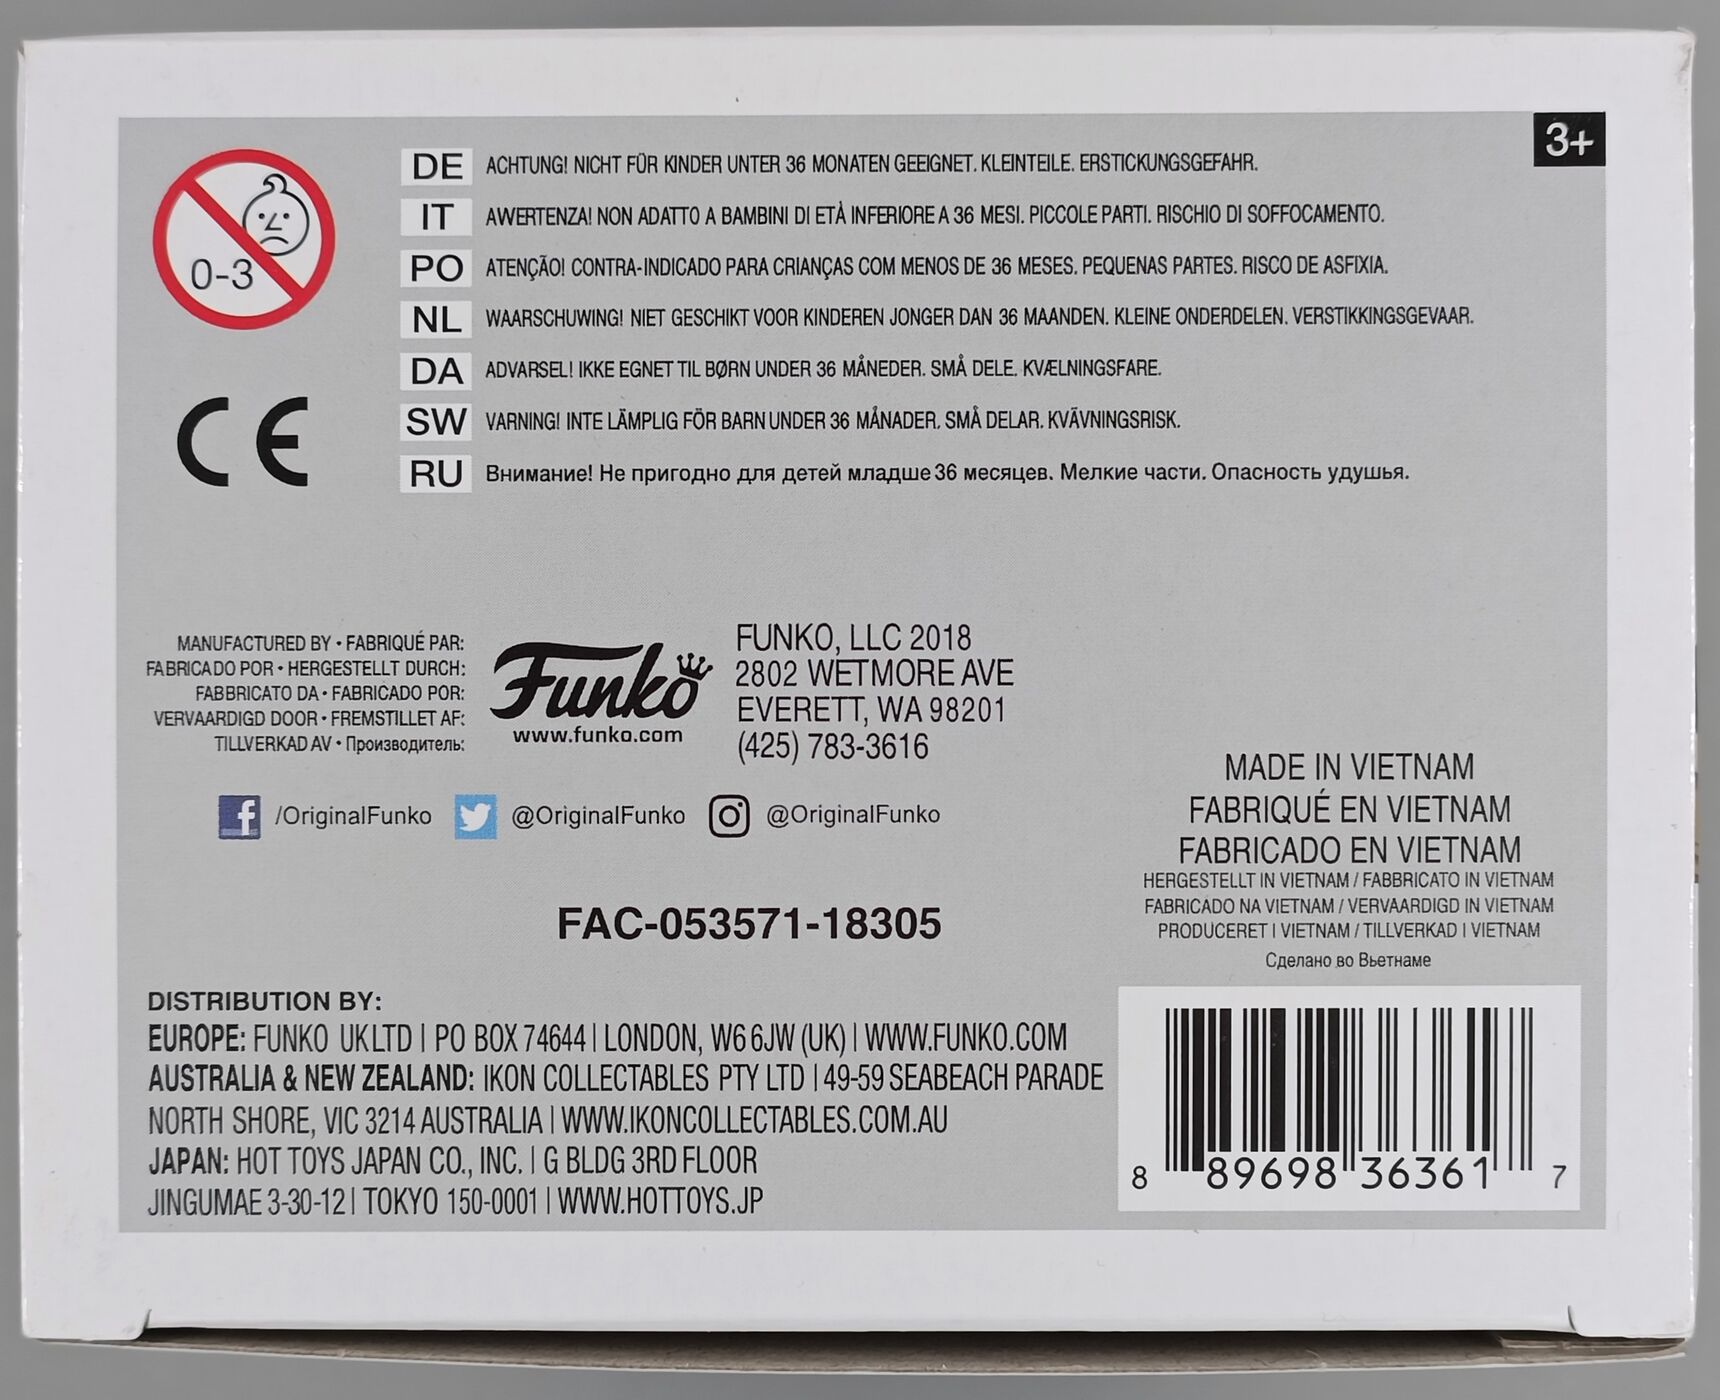 3+
0-3
DE ACHTUNG! NICHT FÜR KINDER UNTER 36 MONATEN GEEIGNET. KLEINTEILE. ERSTICKUNGSGEFAHR.
IT AWERTENZA! NON ADATTO A BAMBINI DI ETÀ INFERIORE A 36 MESI. PICCOLE PARTI. RISCHIO DI SOFFOCAMENTO.
PO ATENÇÃO! CONTRA-INDICADO PARA CRIANÇAS COM MENOS DE 36 MESES. PEQUENAS PARTES. RISCO DE ASFIXIA.
NL WAARSCHUWING! NIET GESCHIKT VOOR KINDEREN JONGER DAN 36 MAANDEN. KLEINE ONDERDELEN. VERSTIKKINGSGEVAAR.
DA ADVARSEL! IKKE EGNET TIL BØRN UNDER 36 MÅNEDER. SMÅ DELE. KVÆLNINGSFARE.
SW VARNING! INTE LÄMPLIG FÖR BARN UNDER 36 MÅNADER. SMÅ DELAR. KVÄVNINGSRISK.
RU Внимание! Не пригодно для детей младше 36 месяцев. Мелкие части. Опасность удушья.
CE
MANUFACTURED BY • FABRIQUÉ PAR:
FABRICADO POR • HERGESTELLT DURCH:
FABBRICATO DA • FABRICADO POR:
VERVAARDIGD DOOR • FREMSTILLET AF:
TILLVERKAD AV • Производитель:
Funko
www.funko.com
FUNKO, LLC 2018
2802 WETMORE AVE
EVERETT, WA 98201
(425) 783-3616
/OriginalFunko @OriginalFunko @OriginalFunko
FAC-053571-18305
MADE IN VIETNAM
FABRIQUÉ EN VIETNAM
FABRICADO EN VIETNAM
HERGESTELLT IN VIETNAM / FABBRICATO IN VIETNAM
FABRICADO NA VIETNAM / VERVAARDIGD IN VIETNAM
PRODUCERET I VIETNAM / TILLVERKAD I VIETNAM
Сделано во Вьетнаме
DISTRIBUTION BY:
EUROPE: FUNKO UK LTD | PO BOX 74644 | LONDON, W6 6JW (UK) | WWW.FUNKO.COM
AUSTRALIA & NEW ZEALAND: IKON COLLECTABLES PTY LTD | 49-59 SEABEACH PARADE
NORTH SHORE, VIC 3214 AUSTRALIA | WWW.IKONCOLLECTABLES.COM.AU
JAPAN: HOT TOYS JAPAN CO., INC. | G BLDG 3RD FLOOR
JINGUMAE 3-30-12 | TOKYO 150-0001 | WWW.HOTTOYS.JP
8 89698 36361 7